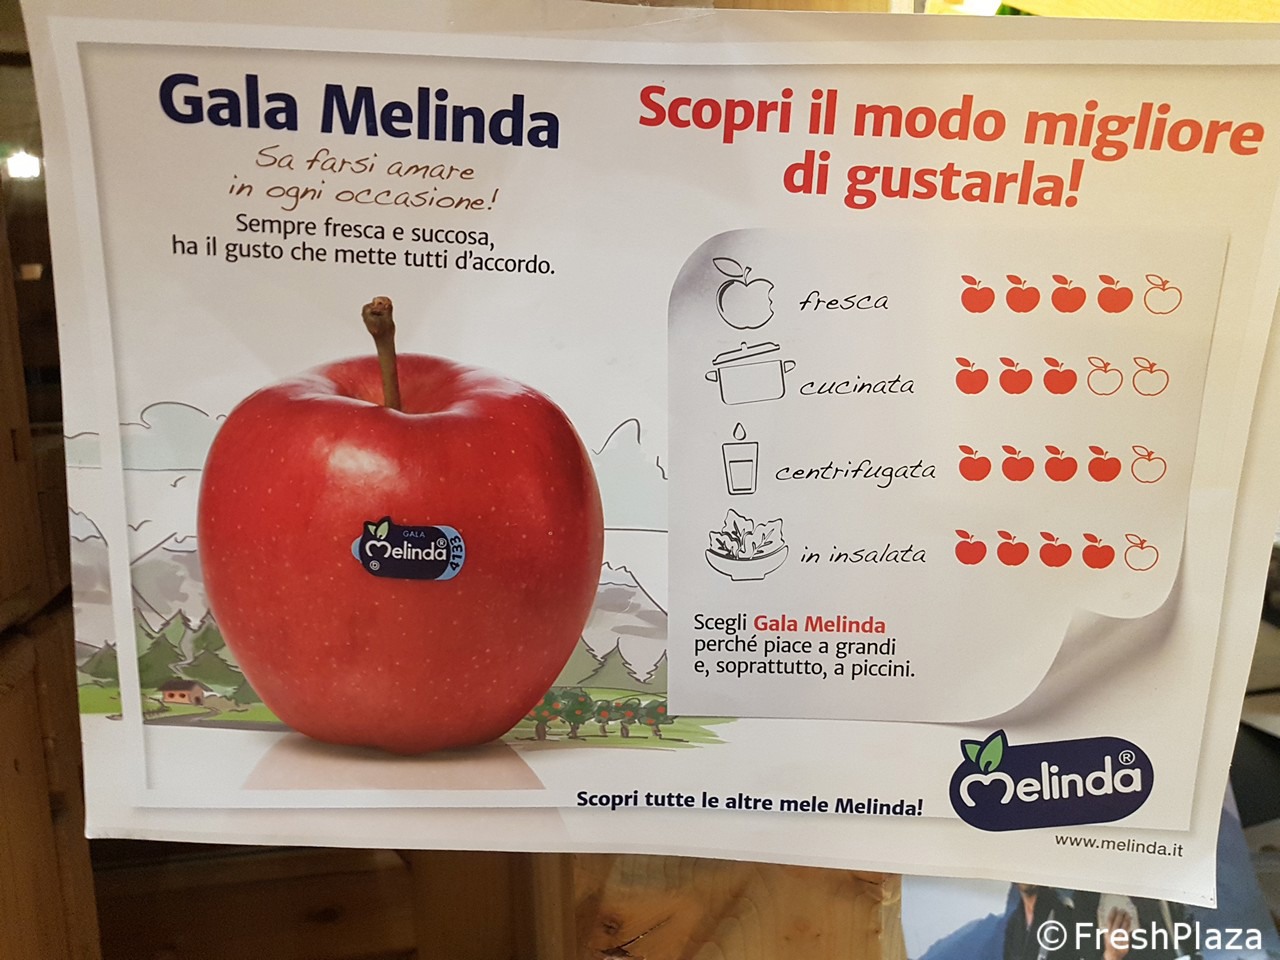 Gala Melinda
Sa farsi amare
in ogni occasione!
Sempre fresca e succosa,
ha il gusto che mette tutti d'accordo.
GALA
Melinda®
4133
Scopri il modo migliore
di gustarla!
fresca
cucinata
centrifugata
in insalata
Scegli Gala Melinda
perché piace a grandi
e, soprattutto, a piccini.
Scopri tutte le altre mele Melinda!
Melinda®
www.melinda.it
© FreshPlaza